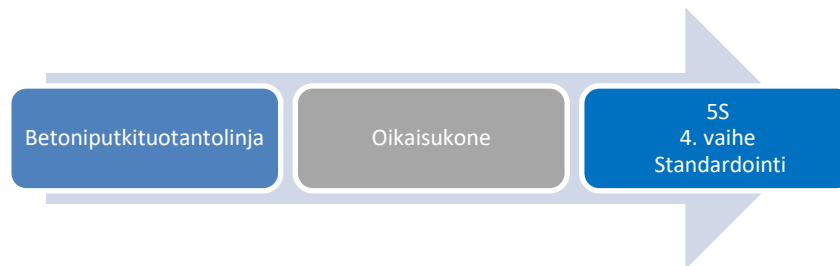 Betoniputkituotantolinja
Oikaisukone
5S
4. vaihe
Standardointi